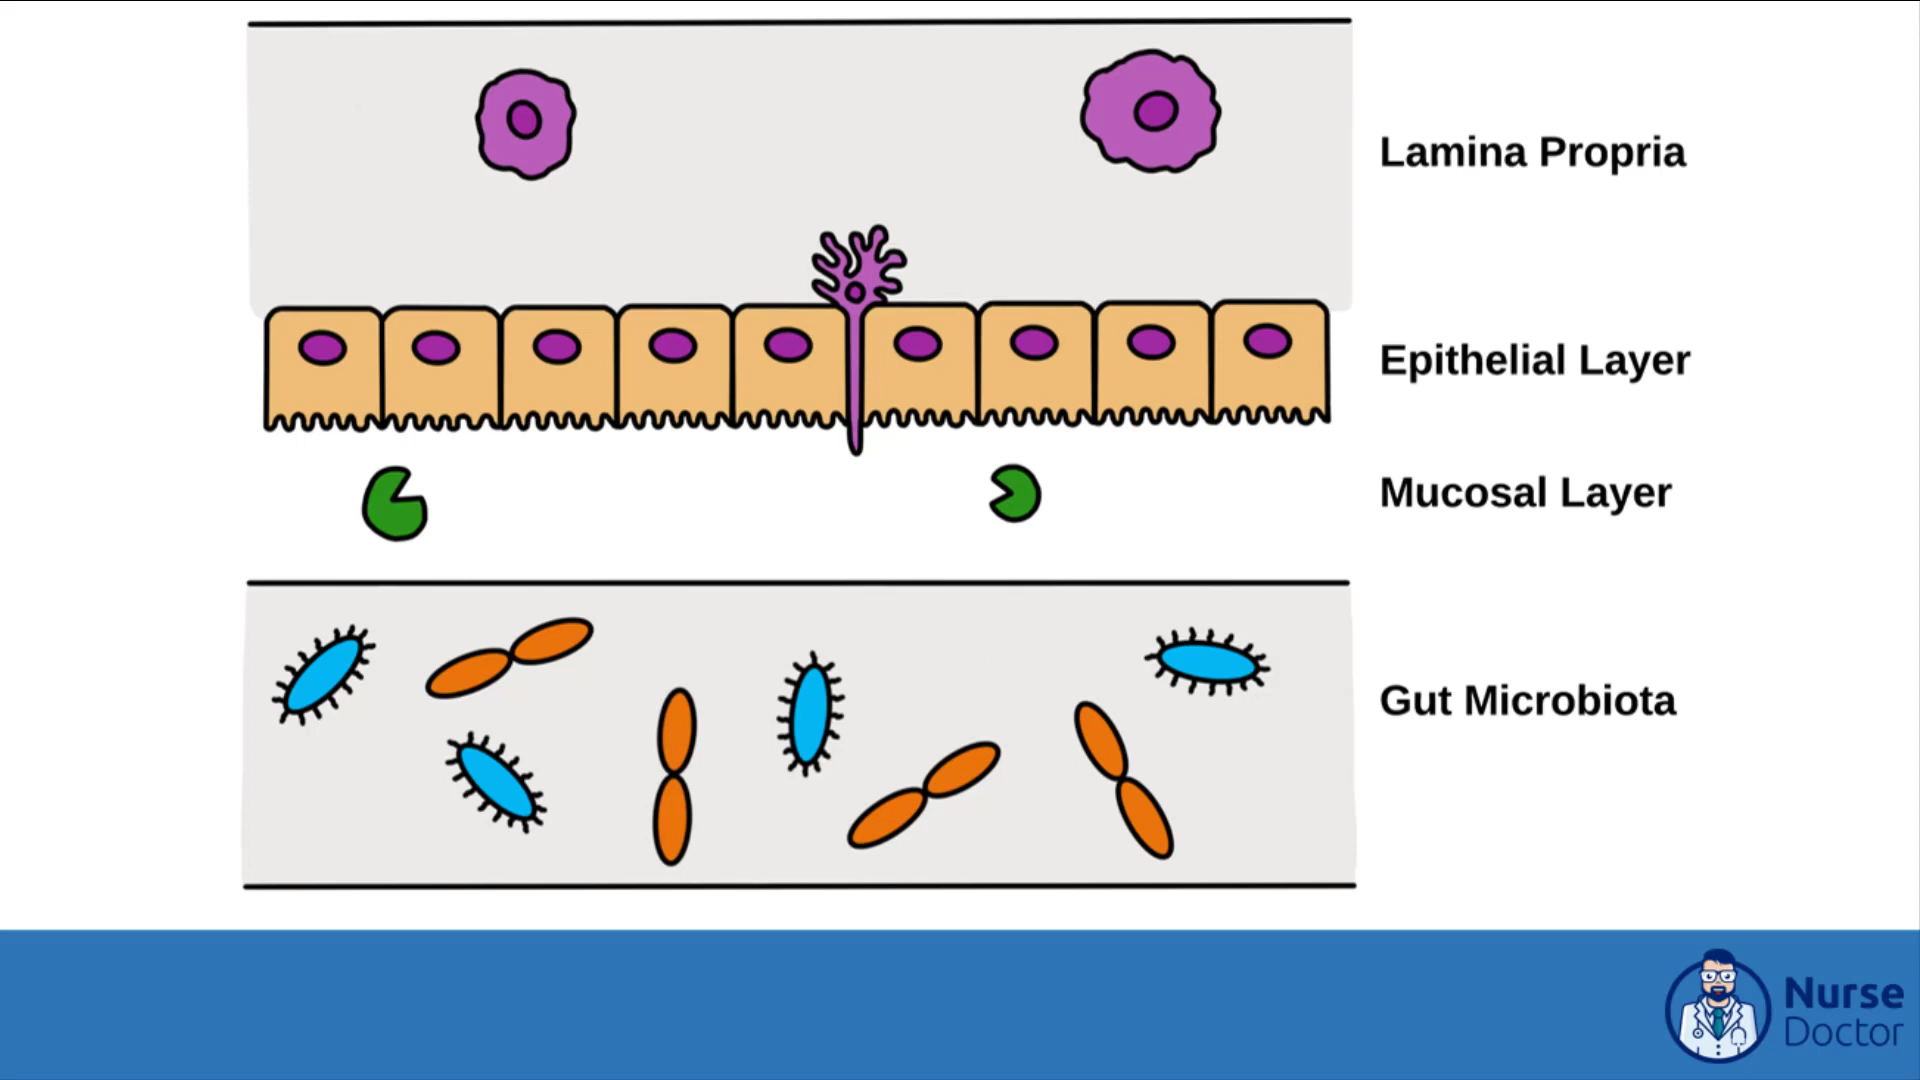 Lamina Propria
Epithelial Layer
Mucosal Layer
Gut Microbiota
Nurse
Doctor